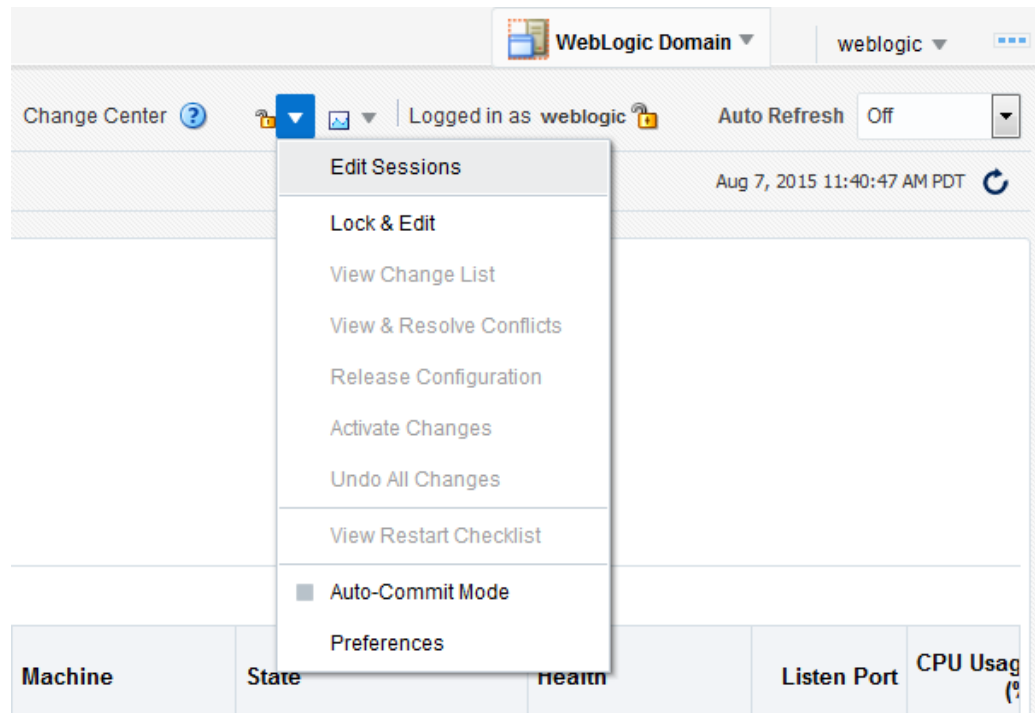 WebLogic Domain
weblogic
Change Center
Logged in as weblogic
Auto Refresh Off
Edit Sessions
Aug 7, 2015 11:40:47 AM PDT
Lock & Edit
View Change List
View & Resolve Conflicts
Release Configuration
Activate Changes
Undo All Changes
View Restart Checklist
Auto-Commit Mode
Preferences
Machine
State
Health
Listen Port
CPU Usag
(%